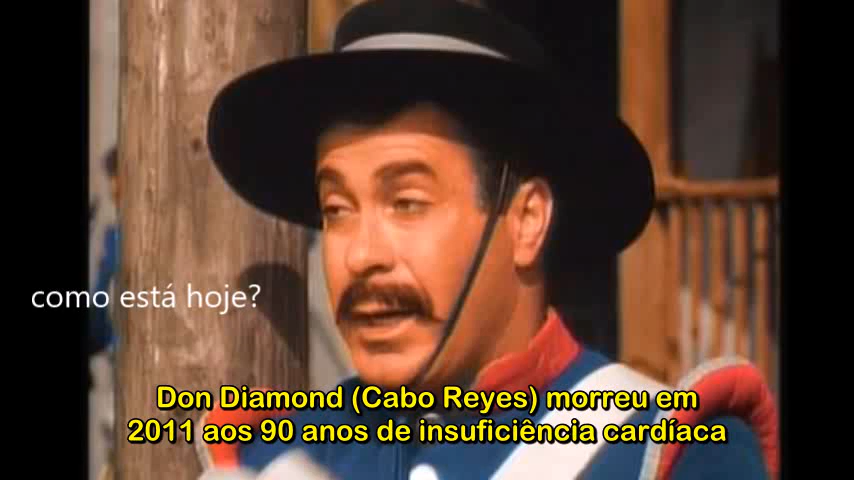 como está hoje?
Don Diamond (Cabo Reyes) morreu em
2011 aos 90 anos de insuficiência cardíaca